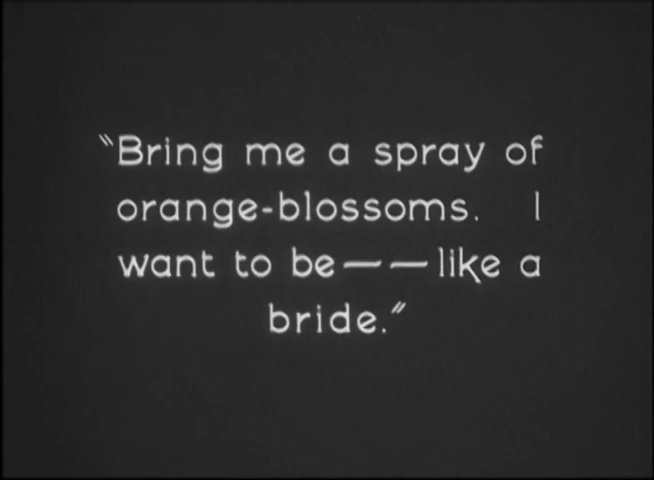 "Bring me a spray of
orange-blossoms. I
want to be — — like a
bride."